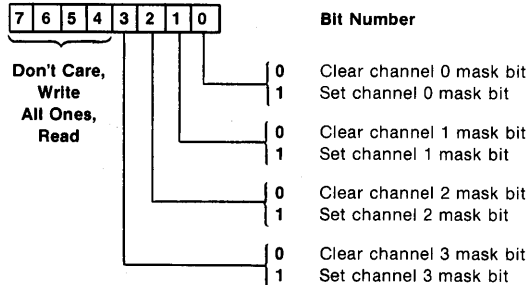 7 6 5 4 3 2 1 0 Bit Number
Don't Care,
Write
All Ones,
Read
0 Clear channel 0 mask bit
1 Set channel 0 mask bit
0 Clear channel 1 mask bit
1 Set channel 1 mask bit
0 Clear channel 2 mask bit
1 Set channel 2 mask bit
0 Clear channel 3 mask bit
1 Set channel 3 mask bit